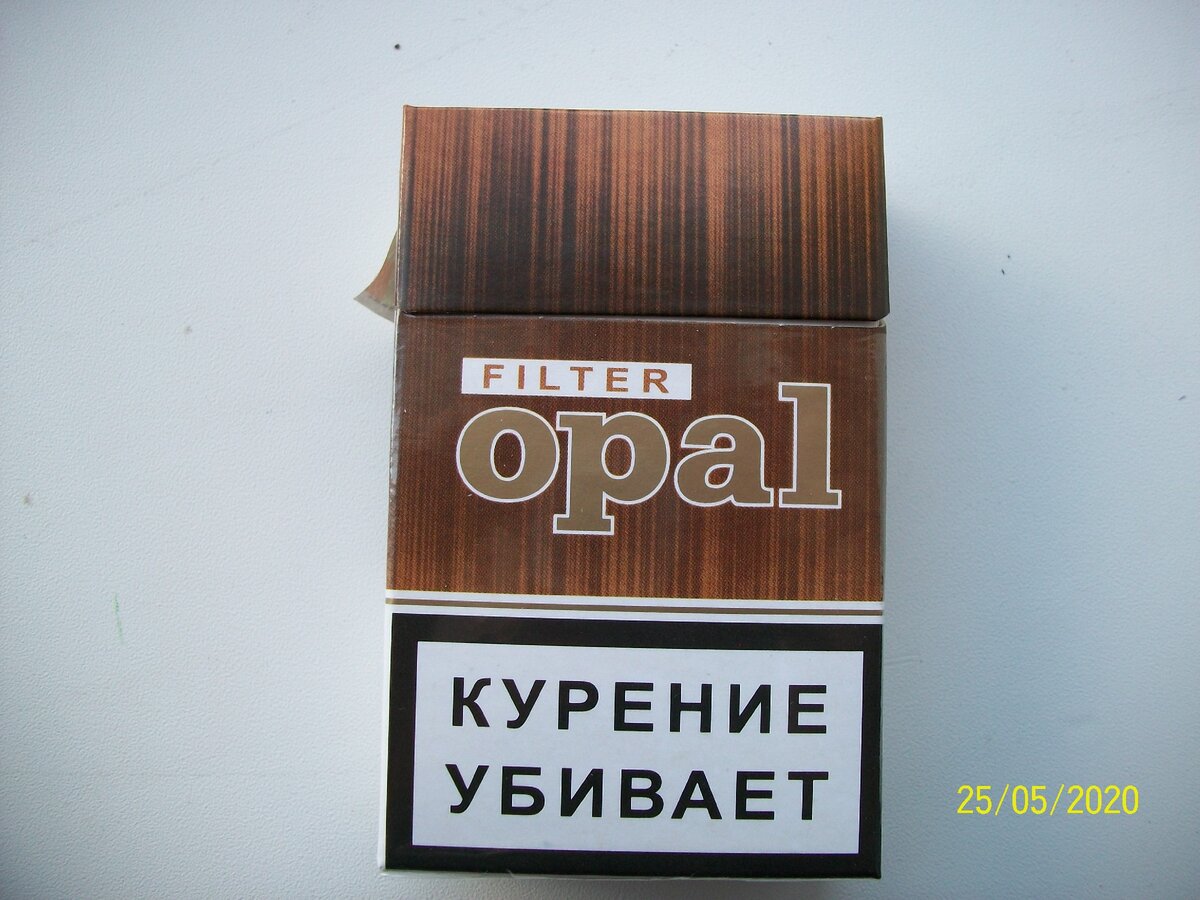 FILTER
opal
КУРЕНИЕ
УБИВАЕТ
25/05/2020